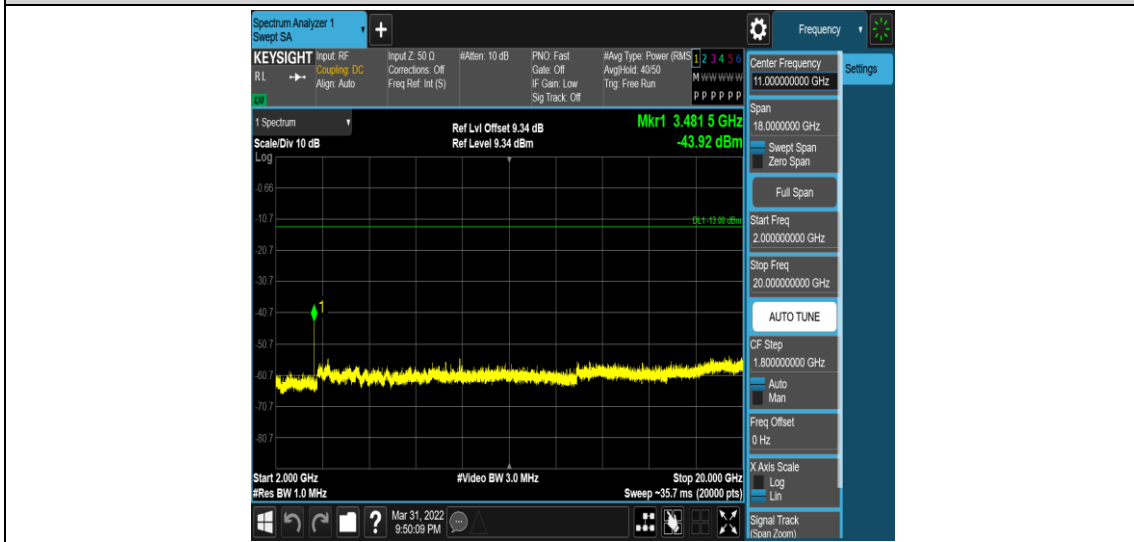 Spectrum Analyzer 1
Swept SA
+
Frequency
KEYSIGHT
RL
LXI
Input: RF
Coupling: DC
Align: Auto
Input Z: 50 Ω
Corrections: Off
Freq Ref: Int (S)
#Atten: 10 dB
PNO: Fast
Gate: Off
IF Gain: Low
Sig Track: Off
#Avg Type: Power (RMS
Avg|Hold: 40/50
Trig: Free Run
1 2 3 4 5 6
M W W W W W
P P P P P P
Center Frequency
11.000000000 GHz
Settings
1 Spectrum
Scale/Div 10 dB
Log
Ref Lvl Offset 9.34 dB
Ref Level 9.34 dBm
Mkr1 3.481 5 GHz
-43.92 dBm
Span
18.0000000 GHz
Swept Span
Zero Span
Full Span
-0.66
-10.7
-20.7
-30.7
-40.7
-50.7
-60.7
-70.7
-80.7
DL1 -13.00 dBm
1
Start Freq
2.000000000 GHz
Stop Freq
20.000000000 GHz
AUTO TUNE
CF Step
1.800000000 GHz
Auto
Man
Freq Offset
0 Hz
X Axis Scale
Log
Lin
Signal Track
(Span Zoom)
Start 2.000 GHz
#Res BW 1.0 MHz
#Video BW 3.0 MHz
Stop 20.000 GHz
Sweep ~35.7 ms (20000 pts)
?
Mar 31, 2022
9:50:09 PM